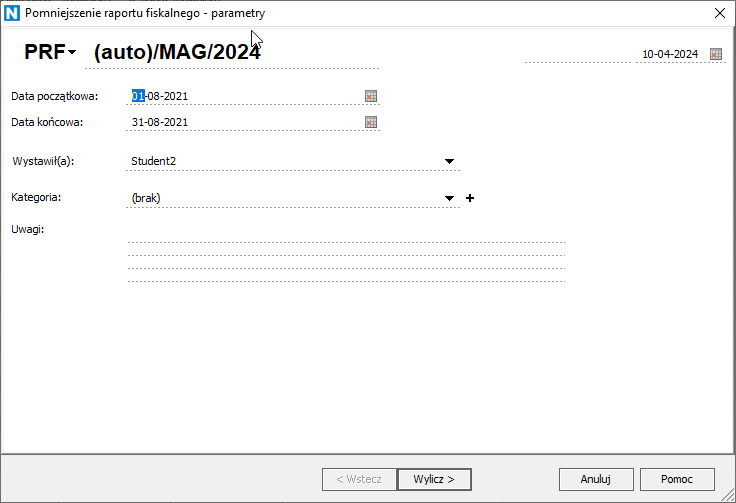 N Pomniejszenie raportu fiskalnego - parametry
PRF (auto)/MAG/2024 10-04-2024
Data początkowa: 01-08-2021
Data końcowa: 31-08-2021
Wystawił(a): Student2
Kategoria: (brak) +
Uwagi:
< Wstecz Wylicz > Anuluj Pomoc